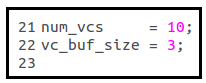 21 num_vcs     = 10;
22 vc_buf_size = 3;
23